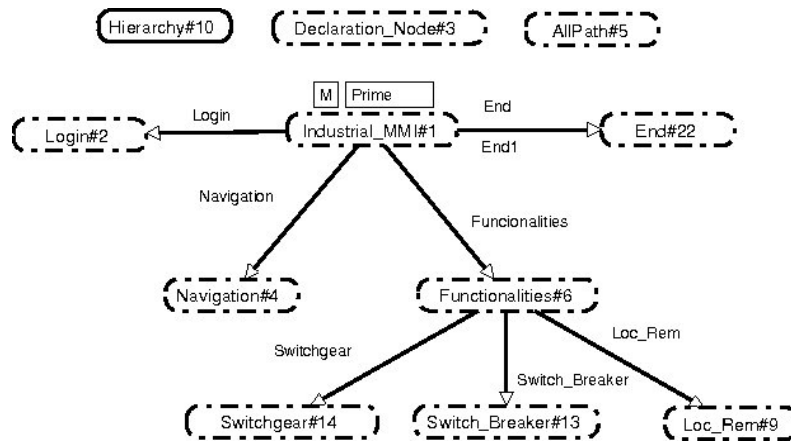 Hierarchy#10
Declaration_Node#3
AllPath#5
M
Prime
Login
End
Login#2
Industrial_MMI#1
End#22
End1
Navigation
Funcionalities
Navigation#4
Functionalities#6
Switchgear
Switch_Breaker
Loc_Rem
Switchgear#14
Switch_Breaker#13
Loc_Rem#9